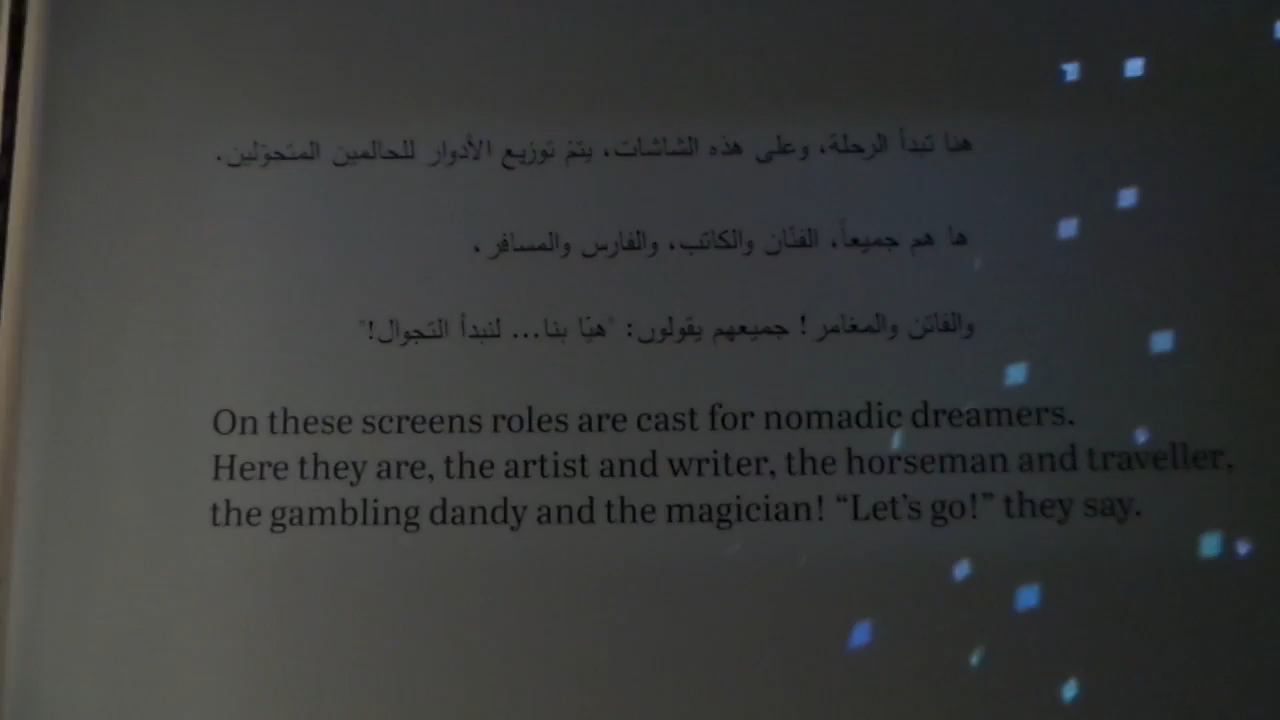 هنا تبدأ الرحلة، وعلى هذه الشاشات، يتمّ توزيع الأدوار للحالمين المتجوّلين.
ها هم جميعاً، الفنّان والكاتب، والفارس والمسافر،
والفاتن والمغامر! جميعهم يقولون: "هيّا بنا... لنبدأ التجوال!"
On these screens roles are cast for nomadic dreamers.
Here they are, the artist and writer, the horseman and traveller,
the gambling dandy and the magician! “Let’s go!” they say.